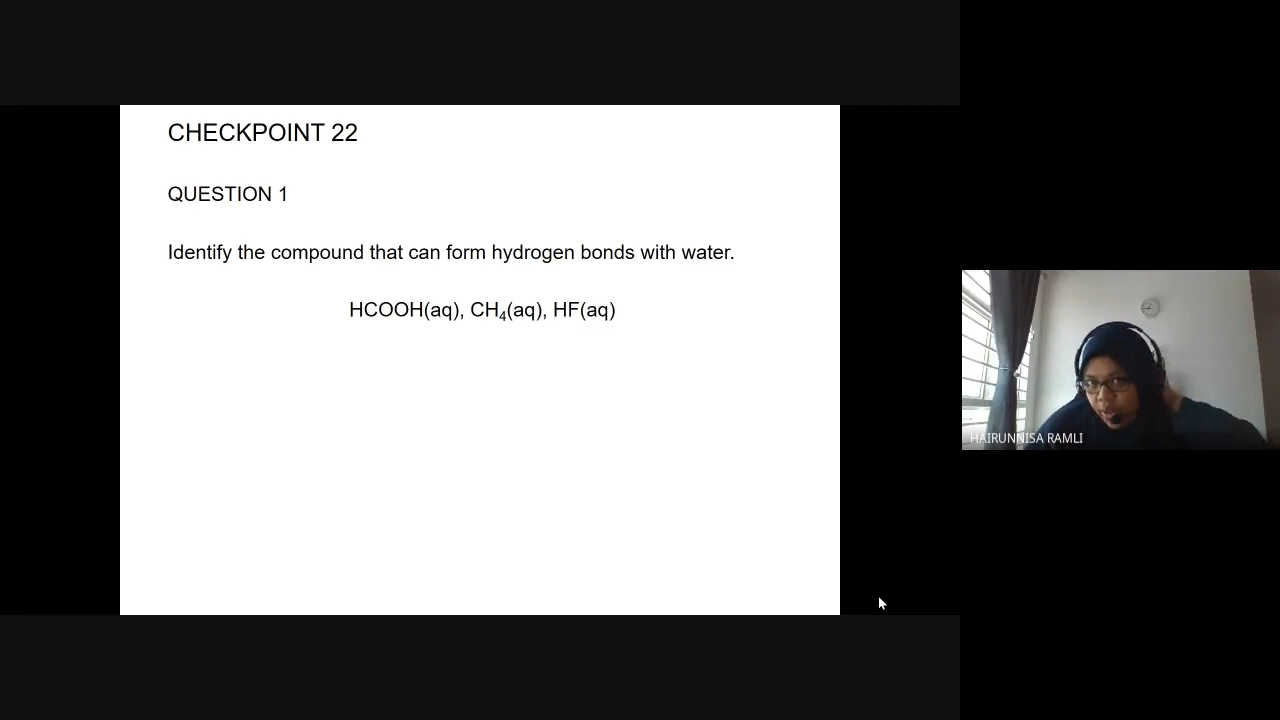 CHECKPOINT 22
QUESTION 1
Identify the compound that can form hydrogen bonds with water.
HCOOH(aq), CH₄(aq), HF(aq)
HAIRUNNISA RAMLI